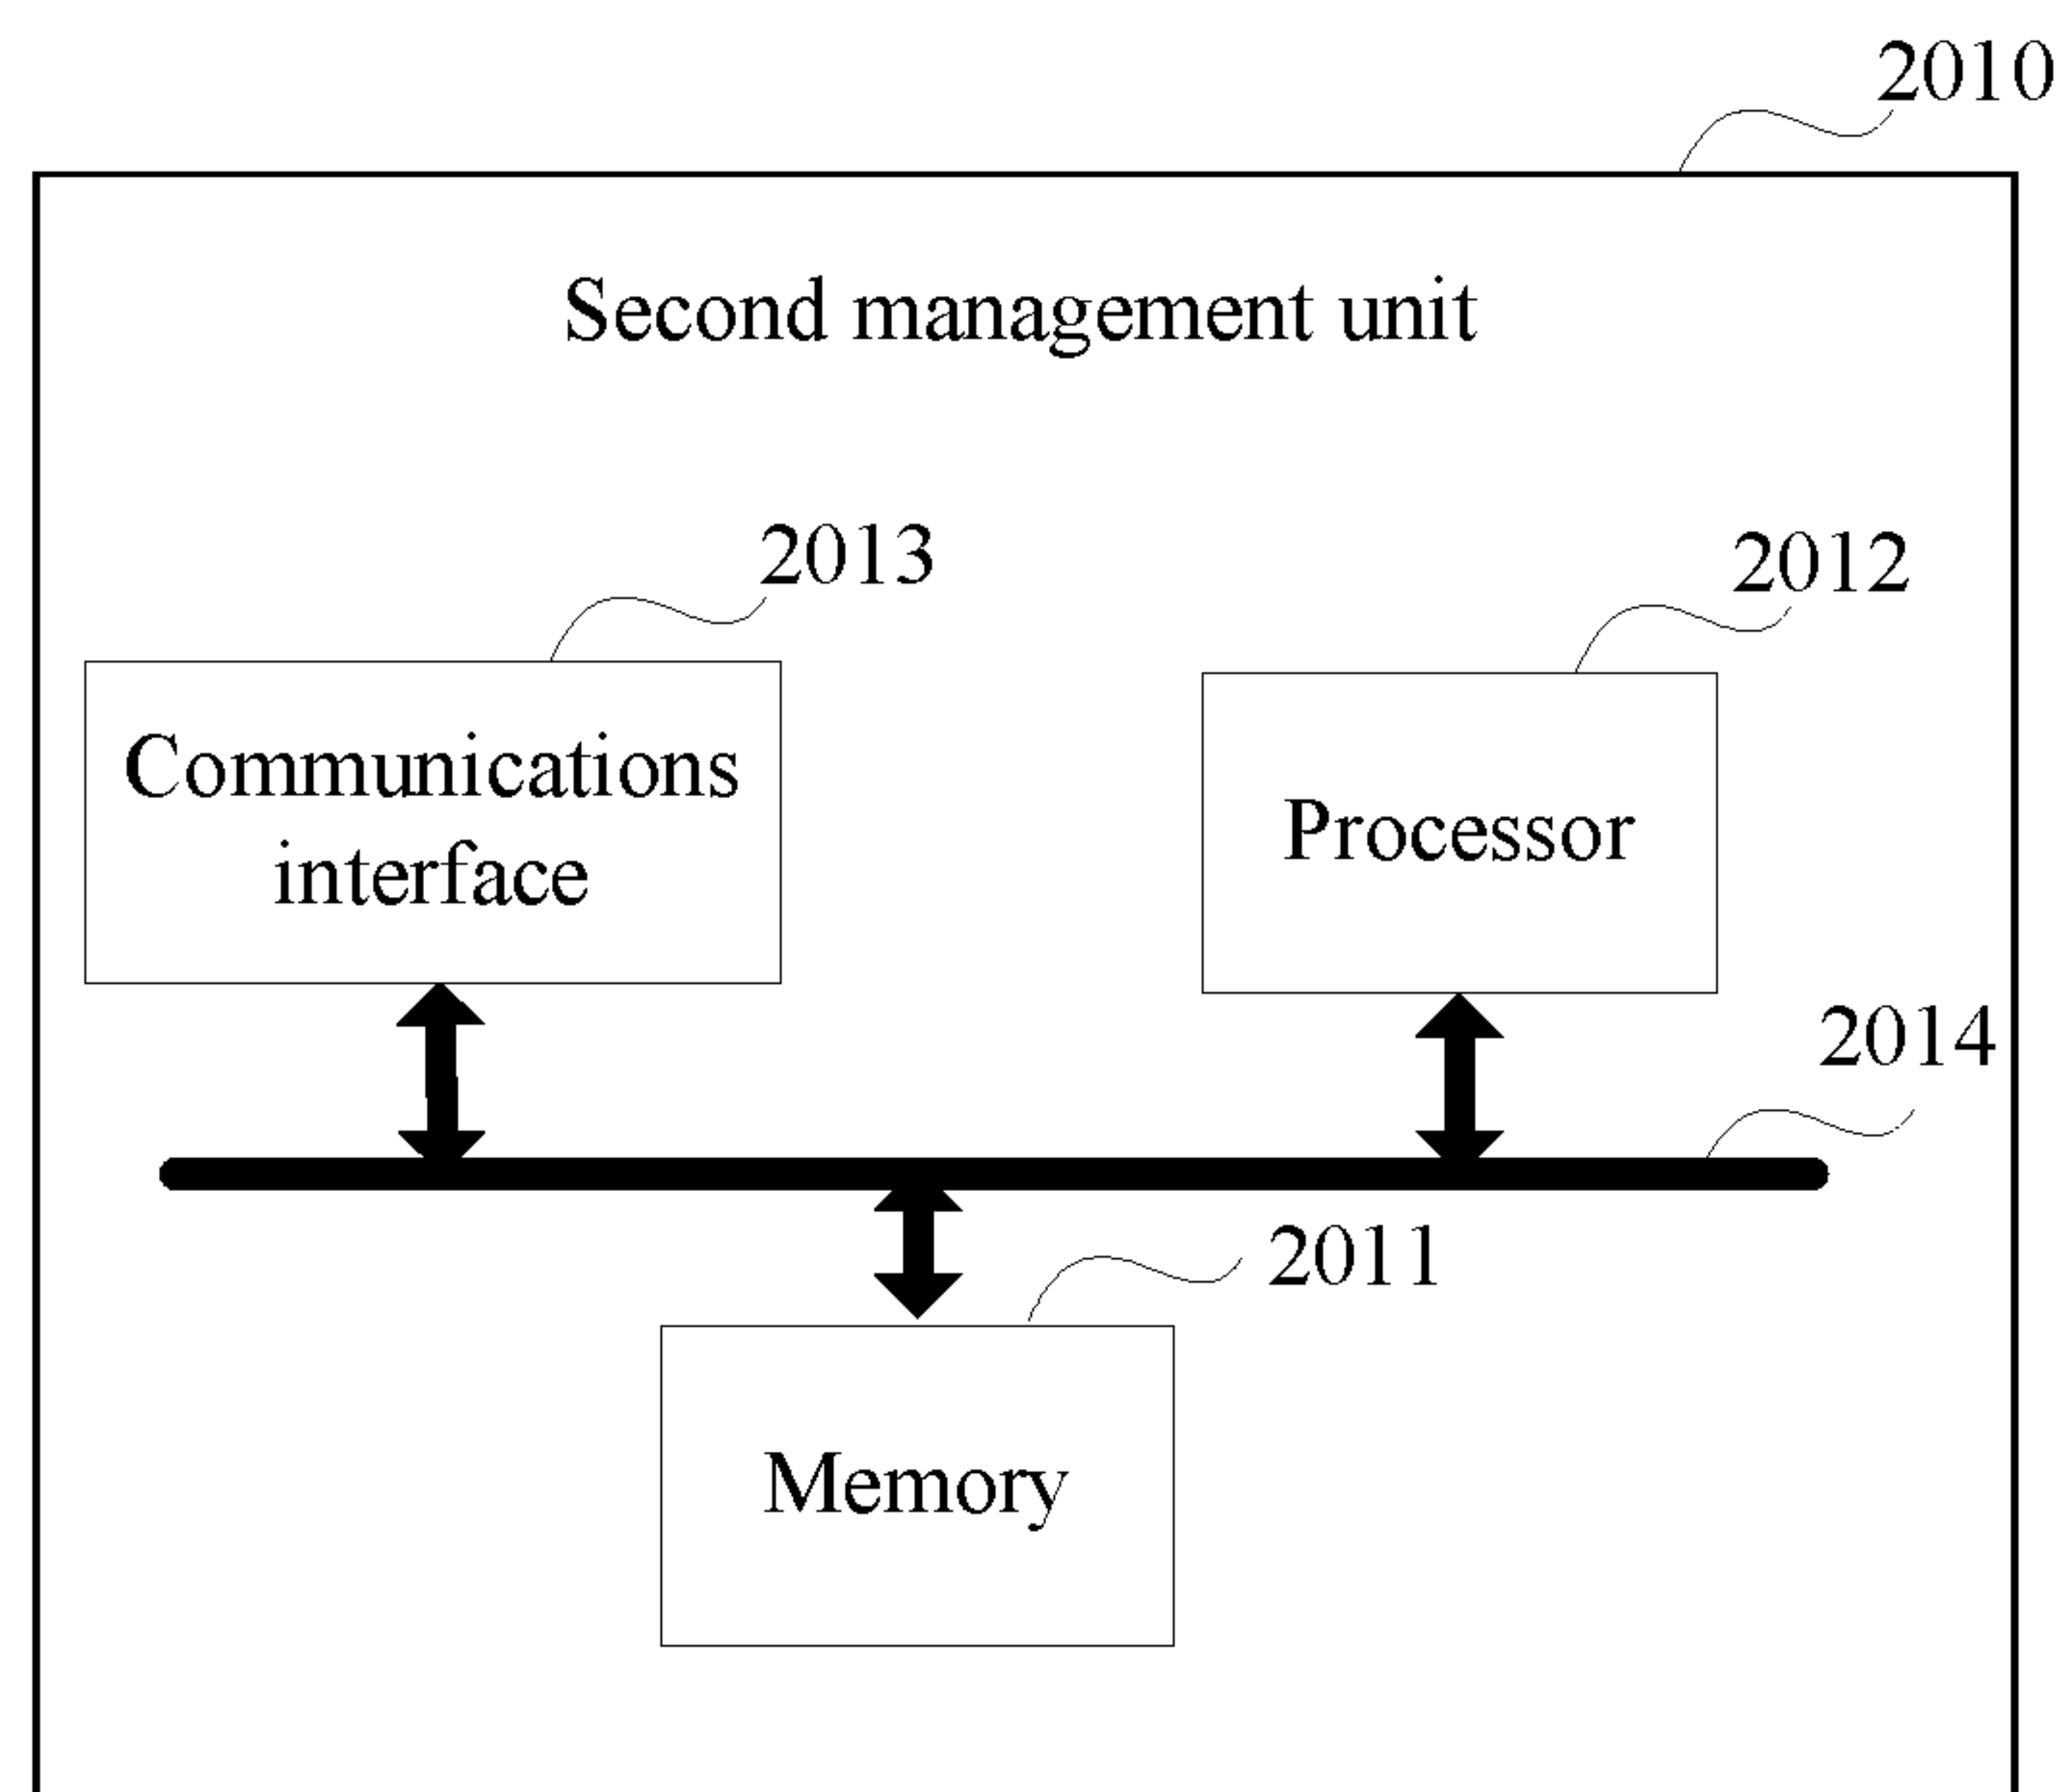 2010
Second management unit
2013
2012
Communications
interface
Processor
2014
2011
Memory